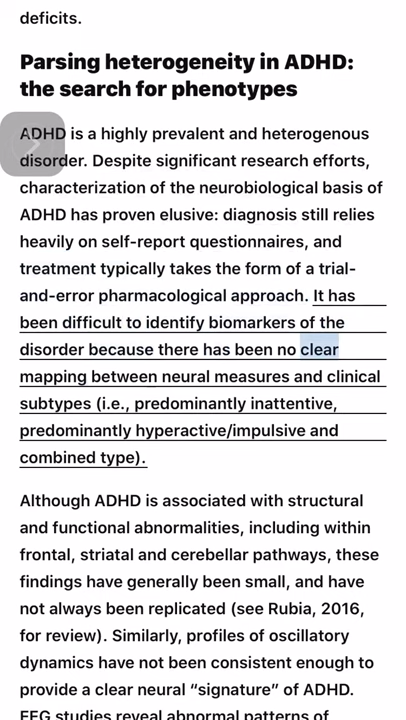 deficits.
Parsing heterogeneity in ADHD:
the search for phenotypes
ADHD is a highly prevalent and heterogenous
disorder. Despite significant research efforts,
characterization of the neurobiological basis of
ADHD has proven elusive: diagnosis still relies
heavily on self-report questionnaires, and
treatment typically takes the form of a trial-
and-error pharmacological approach. It has
been difficult to identify biomarkers of the
disorder because there has been no clear
mapping between neural measures and clinical
subtypes (i.e., predominantly inattentive,
predominantly hyperactive/impulsive and
combined type).
Although ADHD is associated with structural
and functional abnormalities, including within
frontal, striatal and cerebellar pathways, these
findings have generally been small, and have
not always been replicated (see Rubia, 2016,
for review). Similarly, profiles of oscillatory
dynamics have not been consistent enough to
provide a clear neural “signature” of ADHD.
EEG studies reveal abnormal patterns of